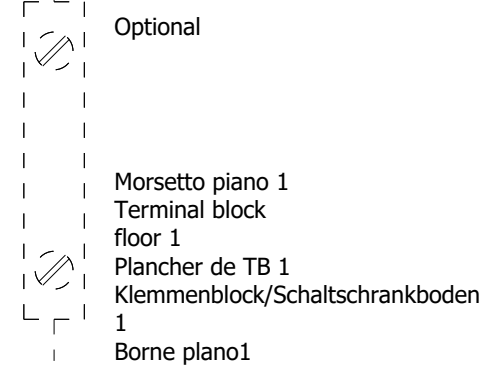 Optional
Morsetto piano 1
Terminal block
floor 1
Plancher de TB 1
Klemmenblock/Schaltschrankboden
1
Borne plano1